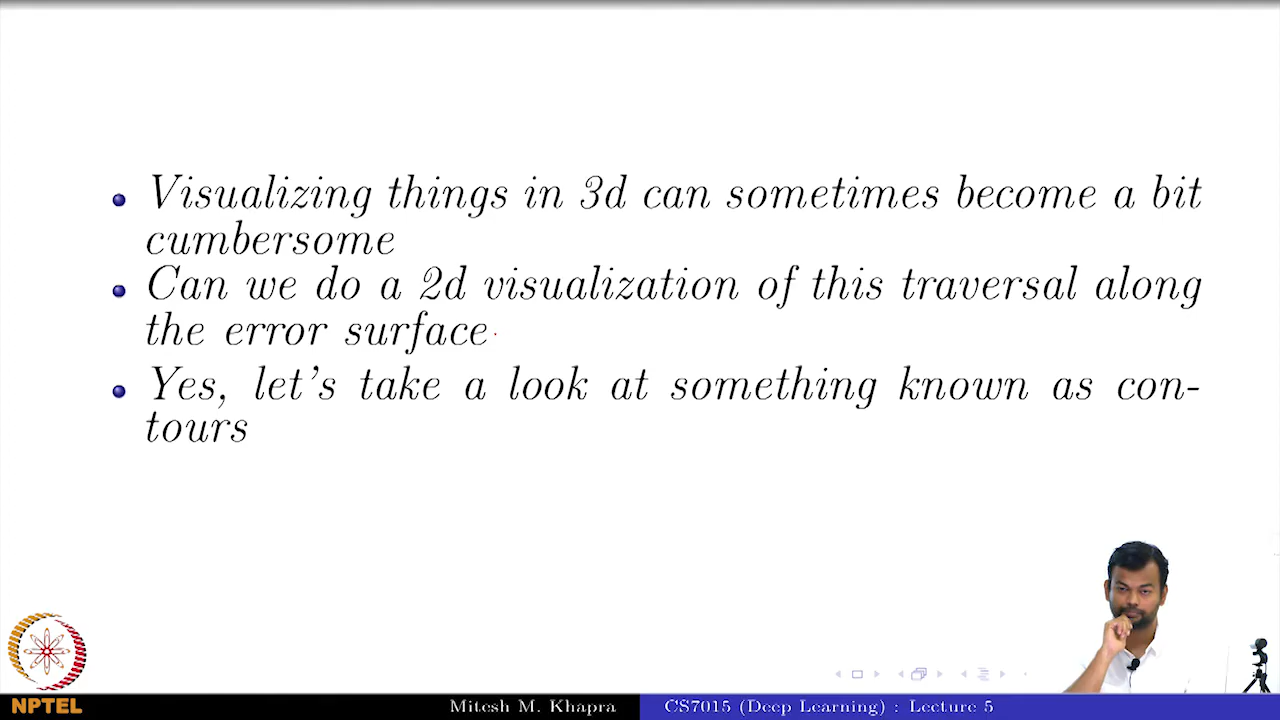 Visualizing things in 3d can sometimes become a bit
cumbersome
Can we do a 2d visualization of this traversal along
the error surface
Yes, let's take a look at something known as con-
tours
NPTEL
Mitesh M. Khapra
CS7015 (Deep Learning) : Lecture 5